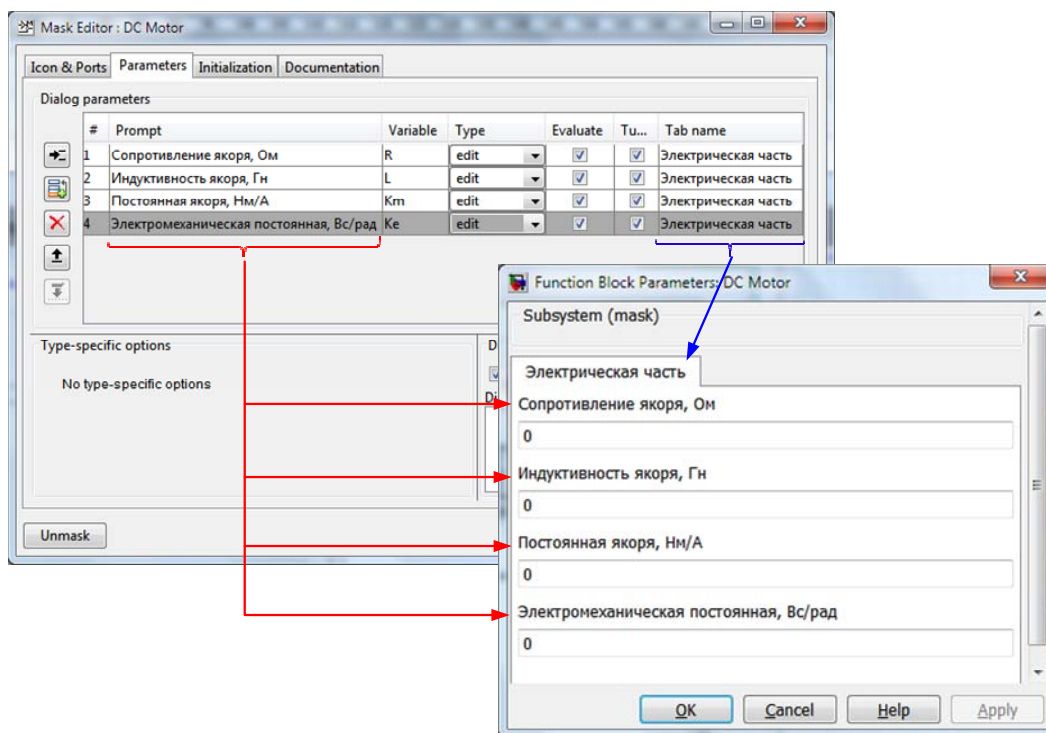 Mask Editor : DC Motor
Icon & Ports Parameters Initialization Documentation
Dialog parameters
# Prompt Variable Type Evaluate Tu... Tab name
1 Сопротивление якоря, Ом R edit Электрическая часть
2 Индуктивность якоря, Гн L edit Электрическая часть
3 Постоянная якоря, Нм/А Km edit Электрическая часть
4 Электромеханическая постоянная, Вс/рад Ke edit Электрическая часть
Type-specific options
No type-specific options
D
Di
Unmask
Function Block Parameters: DC Motor
Subsystem (mask)
Электрическая часть
Сопротивление якоря, Ом
0
Индуктивность якоря, Гн
0
Постоянная якоря, Нм/А
0
Электромеханическая постоянная, Вс/рад
0
OK Cancel Help Apply